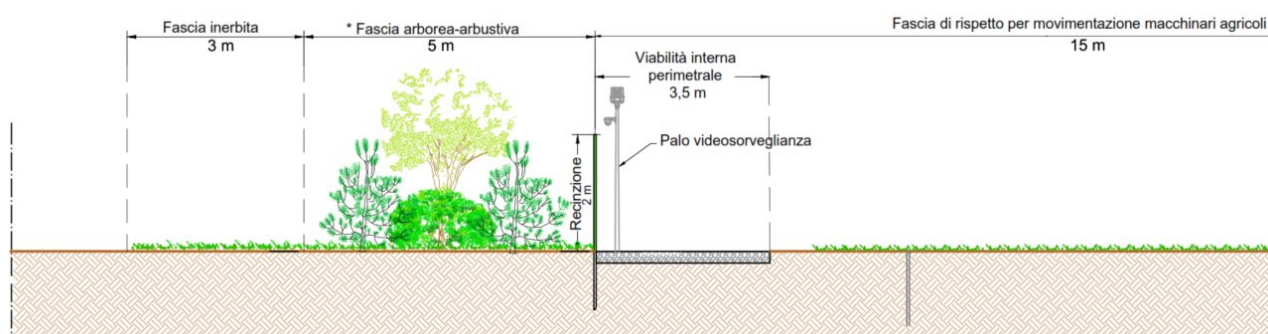 Fascia inerbita
3 m
* Fascia arborea-arbustiva
5 m
Fascia di rispetto per movimentazione macchinari agricoli
15 m
Viabilità interna
perimetrale
3,5 m
Palo videosorveglianza
Recinzione
2 m